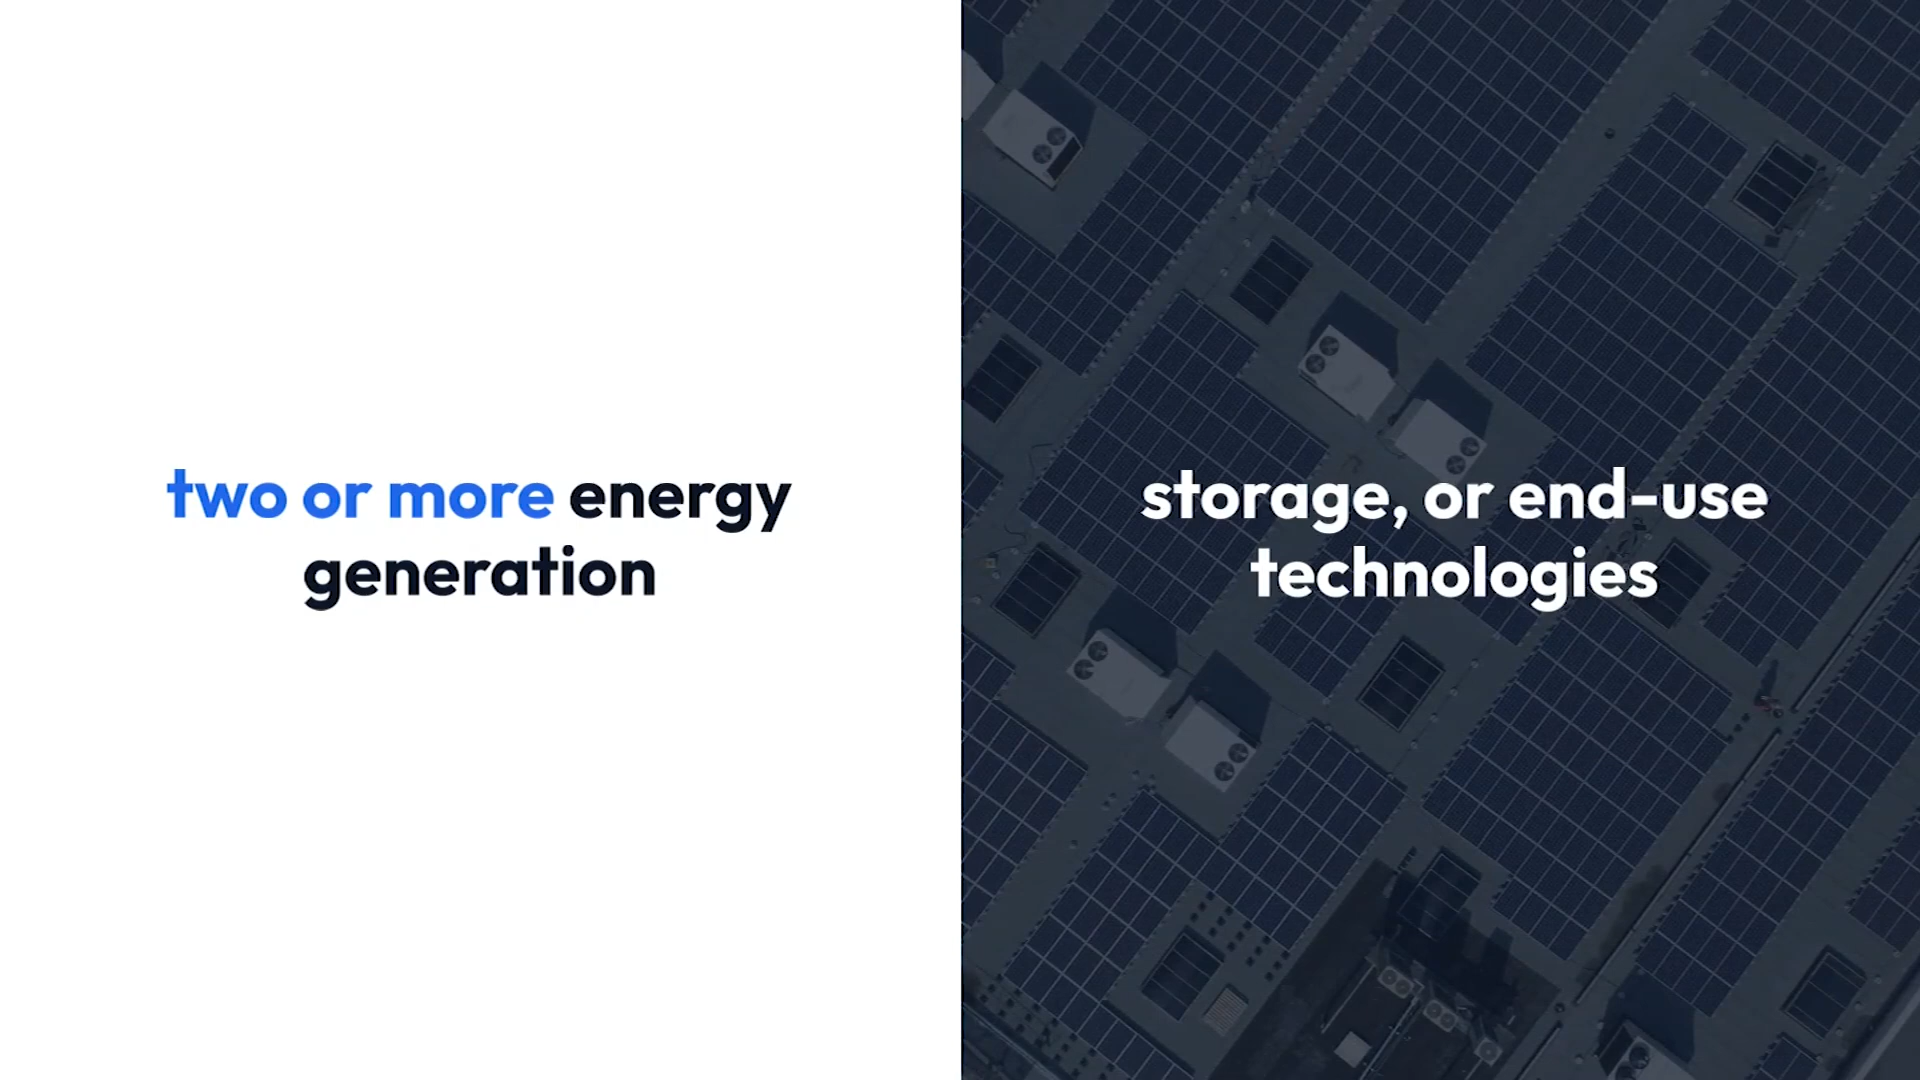 two or more energy
generation
storage, or end-use
technologies